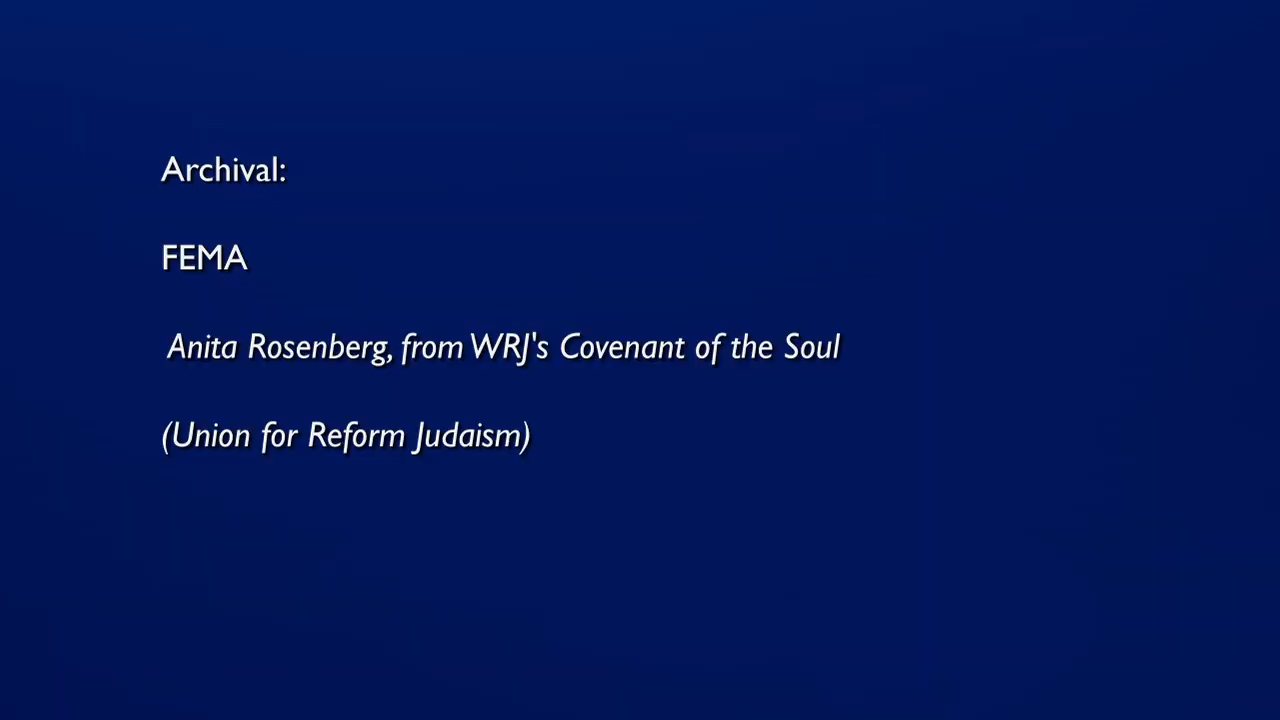 Archival:
FEMA
Anita Rosenberg, from WRJ's Covenant of the Soul
(Union for Reform Judaism)